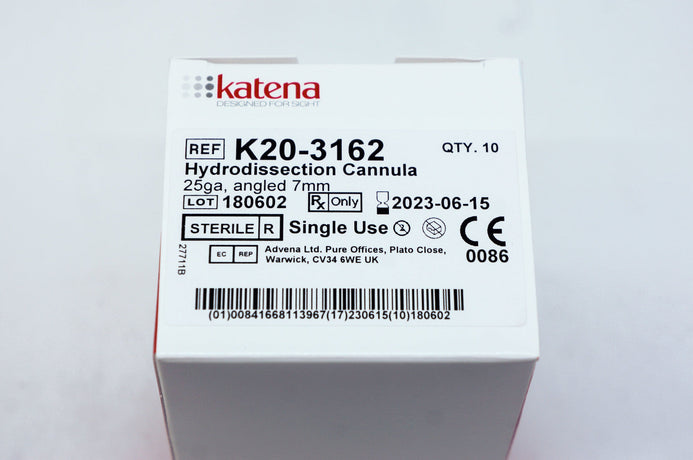 katena
DESIGNED FOR SIGHT
REF K20-3162 QTY. 10
Hydrodissection Cannula
25ga, angled 7mm
LOT 180602 Rx Only 2023-06-15
STERILE R Single Use 2 CE
EC REP Advena Ltd. Pure Offices, Plato Close, 0086
Warwick, CV34 6WE UK
27711B
(01)00841668113967(17)230615(10)180602